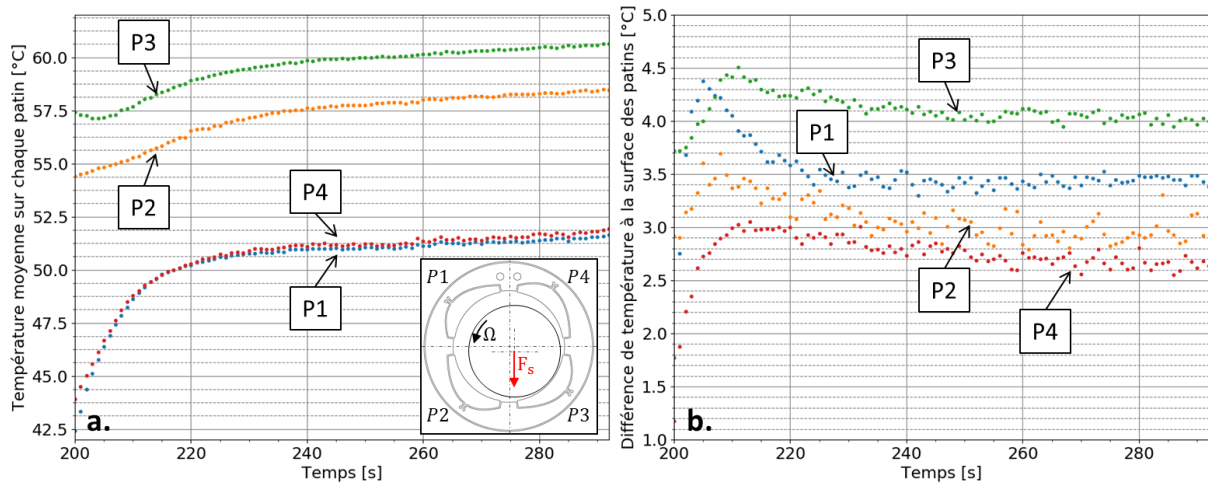 Température moyenne sur chaque patin [°C]
60.0
57.5
55.0
52.5
50.0
47.5
45.0
42.5
P3
P2
P4
P1
P1
P4
Ω
Fs
P2
P3
a.
200
220
240
260
280
Temps [s]
Différence de température à la surface des patins [°C]
5.0
4.5
4.0
3.5
3.0
2.5
2.0
1.5
1.0
P3
P1
P2
P4
b.
200
220
240
260
280
Temps [s]